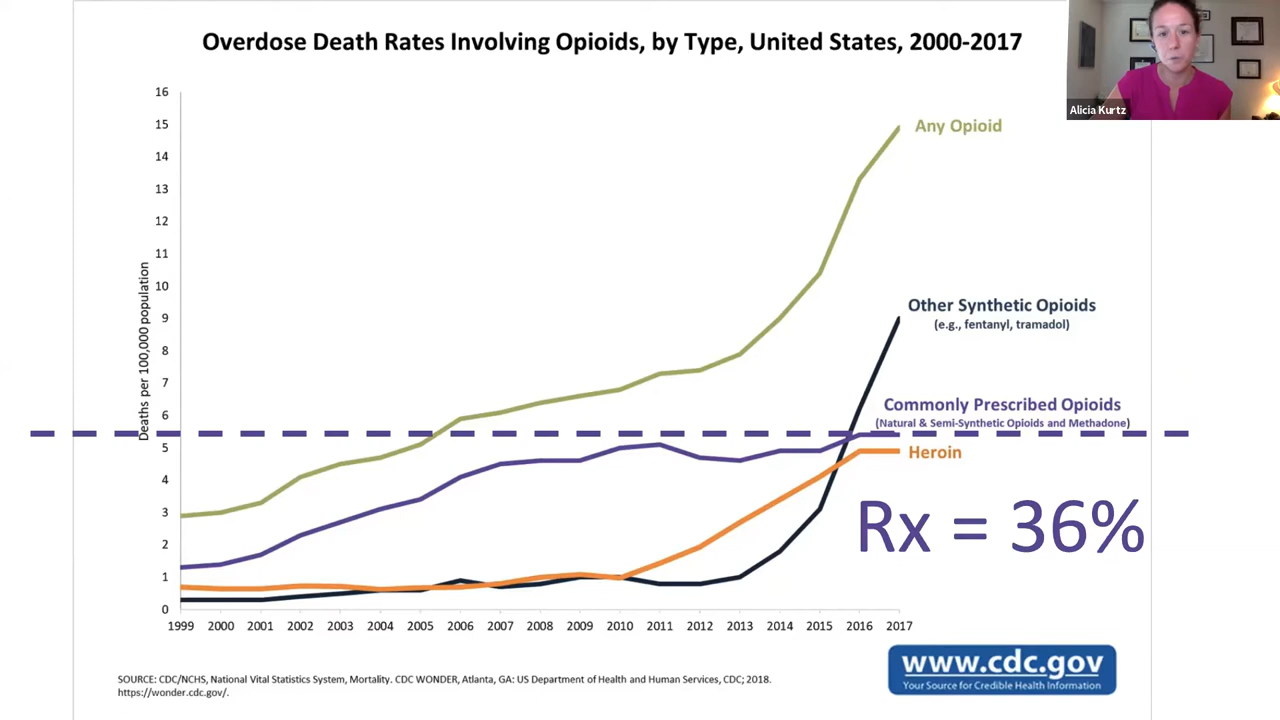 Overdose Death Rates Involving Opioids, by Type, United States, 2000-2017
Alicia Kurtz
Deaths per 100,000 population
16
15
14
13
12
11
10
9
8
7
6
5
4
3
2
1
0
1999 2000 2001 2002 2003 2004 2005 2006 2007 2008 2009 2010 2011 2012 2013 2014 2015 2016 2017
Any Opioid
Other Synthetic Opioids
(e.g., fentanyl, tramadol)
Commonly Prescribed Opioids
(Natural & Semi-Synthetic Opioids and Methadone)
Heroin
Rx = 36%
www.cdc.gov
Your Source for Credible Health Information
SOURCE: CDC/NCHS, National Vital Statistics System, Mortality. CDC WONDER, Atlanta, GA: US Department of Health and Human Services, CDC; 2018.
https://wonder.cdc.gov/.